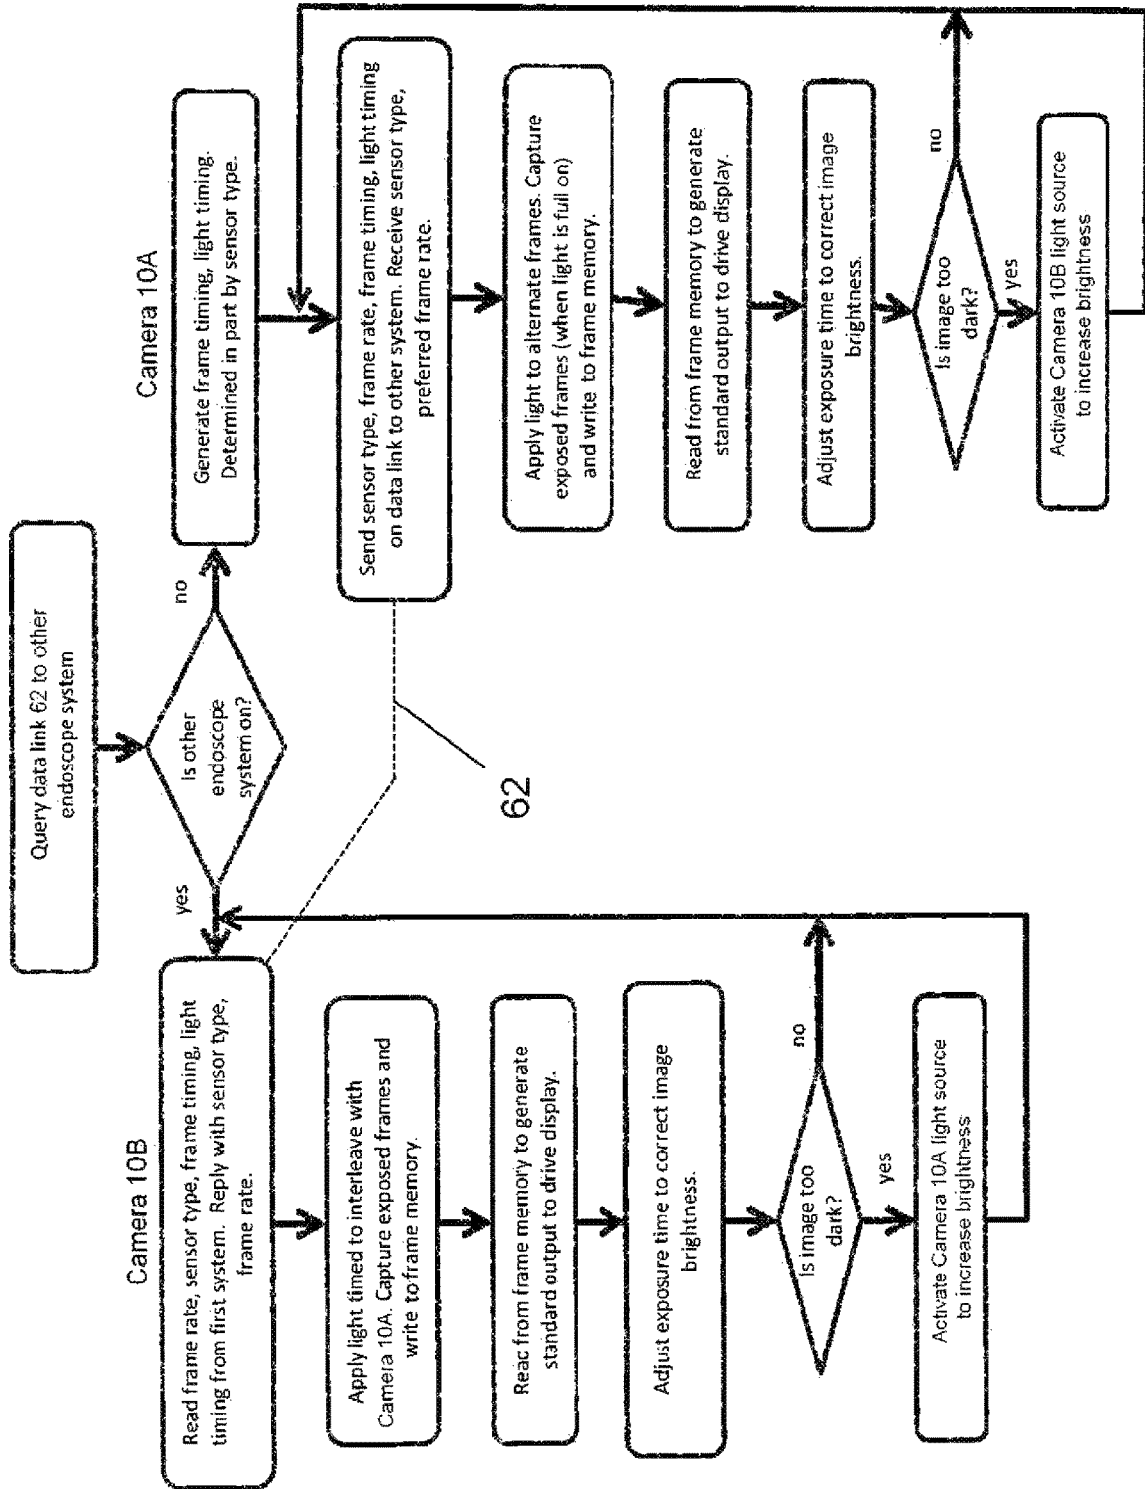 Query data link 62 to other
endoscope system
Is other
endoscope
system on?
yes
no
Camera 10B
Read frame rate, sensor type, frame timing, light
timing from first system. Reply with sensor type,
frame rate.
Apply light timed to interleave with
Camera 10A. Capture exposed frames and
write to frame memory.
Reac from frame memory to generate
standard output to drive display.
Adjust exposure time to correct image
brightness.
Is image too
dark?
no
yes
Activate Camera 10A light source
to increase brightness
62
Camera 10A
Generate frame timing, light timing.
Determined in part by sensor type.
Send sensor type, frame rate, frame timing, light timing
on data link to other system. Receive sensor type,
preferred frame rate.
Apply light to alternate frames. Capture
exposed frames (when light is full on)
and write to frame memory.
Read from frame memory to generate
standard output to drive display.
Adjust exposure time to correct image
brightness.
Is image too
dark?
no
yes
Activate Camera 10B light source
to increase brightness